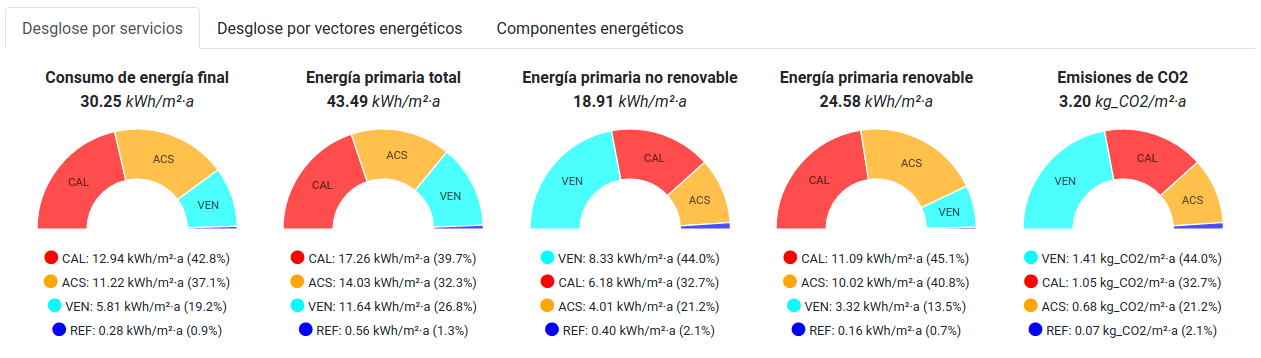 Desglose por servicios
Desglose por vectores energéticos
Componentes energéticos
Consumo de energía final
30.25 kWh/m²·a
CAL
ACS
VEN
CAL: 12.94 kWh/m²·a (42.8%)
ACS: 11.22 kWh/m²·a (37.1%)
VEN: 5.81 kWh/m²·a (19.2%)
REF: 0.28 kWh/m²·a (0.9%)
Energía primaria total
43.49 kWh/m²·a
CAL
ACS
VEN
CAL: 17.26 kWh/m²·a (39.7%)
ACS: 14.03 kWh/m²·a (32.3%)
VEN: 11.64 kWh/m²·a (26.8%)
REF: 0.56 kWh/m²·a (1.3%)
Energía primaria no renovable
18.91 kWh/m²·a
VEN
CAL
ACS
VEN: 8.33 kWh/m²·a (44.0%)
CAL: 6.18 kWh/m²·a (32.7%)
ACS: 4.01 kWh/m²·a (21.2%)
REF: 0.40 kWh/m²·a (2.1%)
Energía primaria renovable
24.58 kWh/m²·a
CAL
ACS
VEN
CAL: 11.09 kWh/m²·a (45.1%)
ACS: 10.02 kWh/m²·a (40.8%)
VEN: 3.32 kWh/m²·a (13.5%)
REF: 0.16 kWh/m²·a (0.7%)
Emisiones de CO2
3.20 kg_CO2/m²·a
VEN
CAL
ACS
VEN: 1.41 kg_CO2/m²·a (44.0%)
CAL: 1.05 kg_CO2/m²·a (32.7%)
ACS: 0.68 kg_CO2/m²·a (21.2%)
REF: 0.07 kg_CO2/m²·a (2.1%)